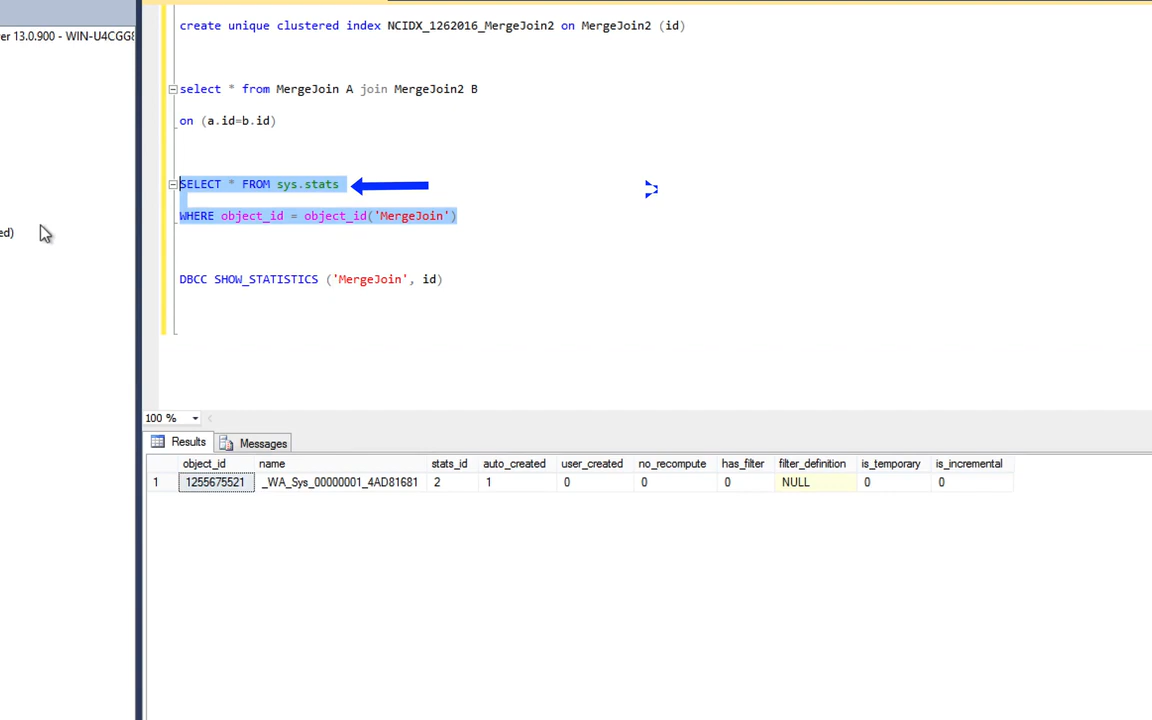 create unique clustered index NCIDX_1262016_MergeJoin2 on MergeJoin2 (id)
er 13.0.900 - WIN-U4CGG8
select * from MergeJoin A join MergeJoin2 B
on (a.id=b.id)
SELECT * FROM sys.stats
WHERE object_id = object_id('MergeJoin')
ed)
DBCC SHOW_STATISTICS ('MergeJoin', id)
100 %
Results Messages
object_id name stats_id auto_created user_created no_recompute has_filter filter_definition is_temporary is_incremental
1 1255675521 _WA_Sys_00000001_4AD81681 2 1 0 0 0 NULL 0 0